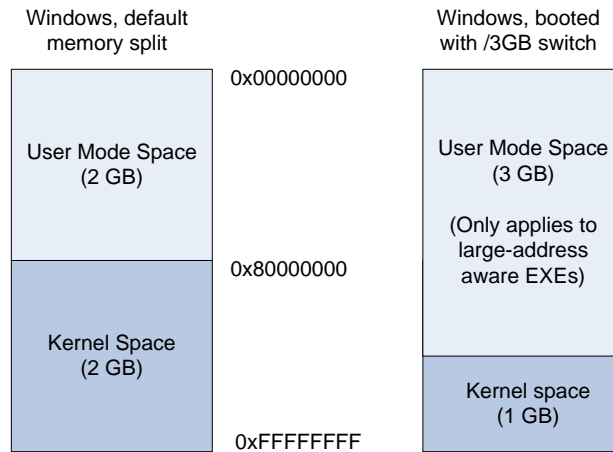 Windows, default
memory split
0x00000000
User Mode Space
(2 GB)
0x80000000
Kernel Space
(2 GB)
0xFFFFFFFF
Windows, booted
with /3GB switch
User Mode Space
(3 GB)
(Only applies to
large-address
aware EXEs)
Kernel space
(1 GB)